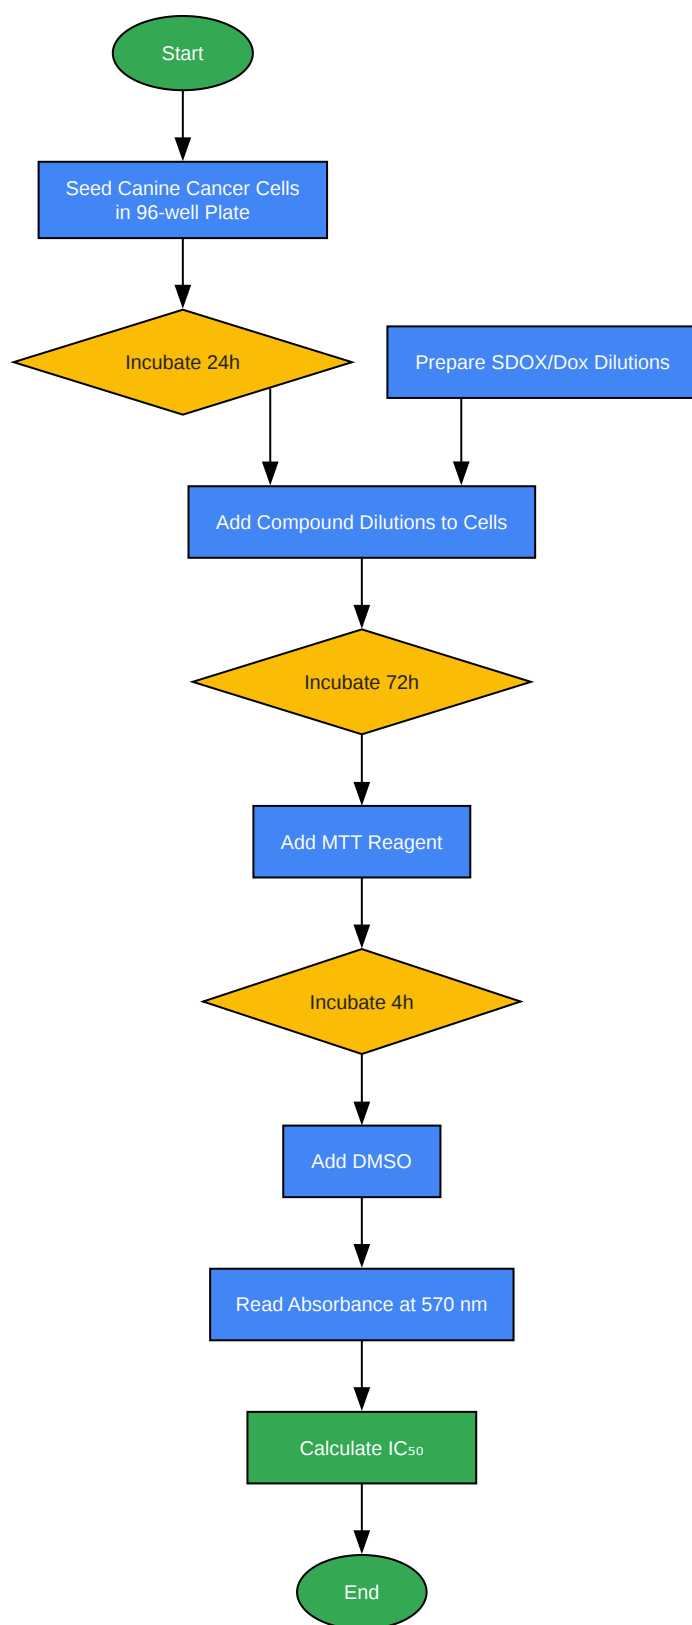 Start
Seed Canine Cancer Cells
in 96-well Plate
Incubate 24h
Prepare SDOX/Dox Dilutions
Add Compound Dilutions to Cells
Incubate 72h
Add MTT Reagent
Incubate 4h
Add DMSO
Read Absorbance at 570 nm
Calculate IC₅₀
End